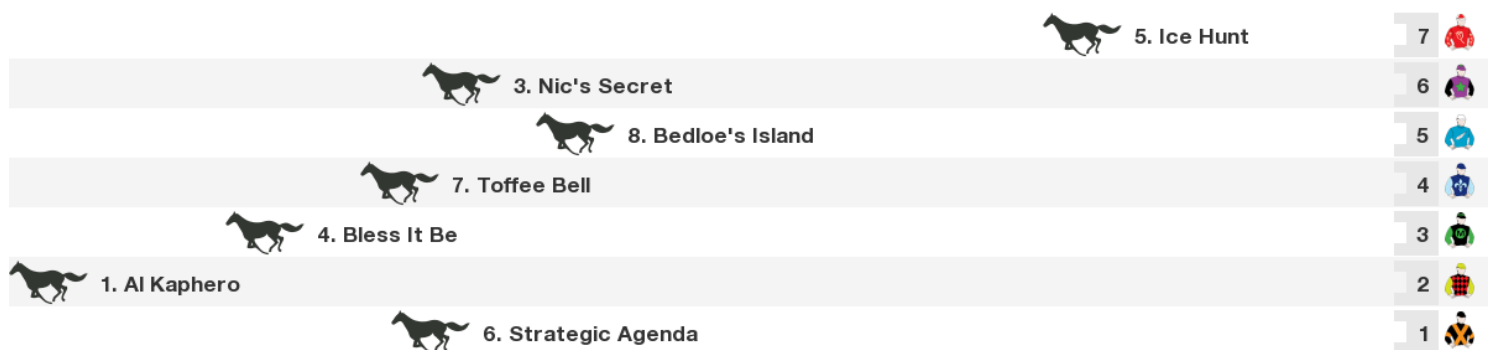 5. Ice Hunt 7
3. Nic's Secret 6
8. Bedloe's Island 5
7. Toffee Bell 4
4. Bless It Be 3
1. Al Kaphero 2
6. Strategic Agenda 1